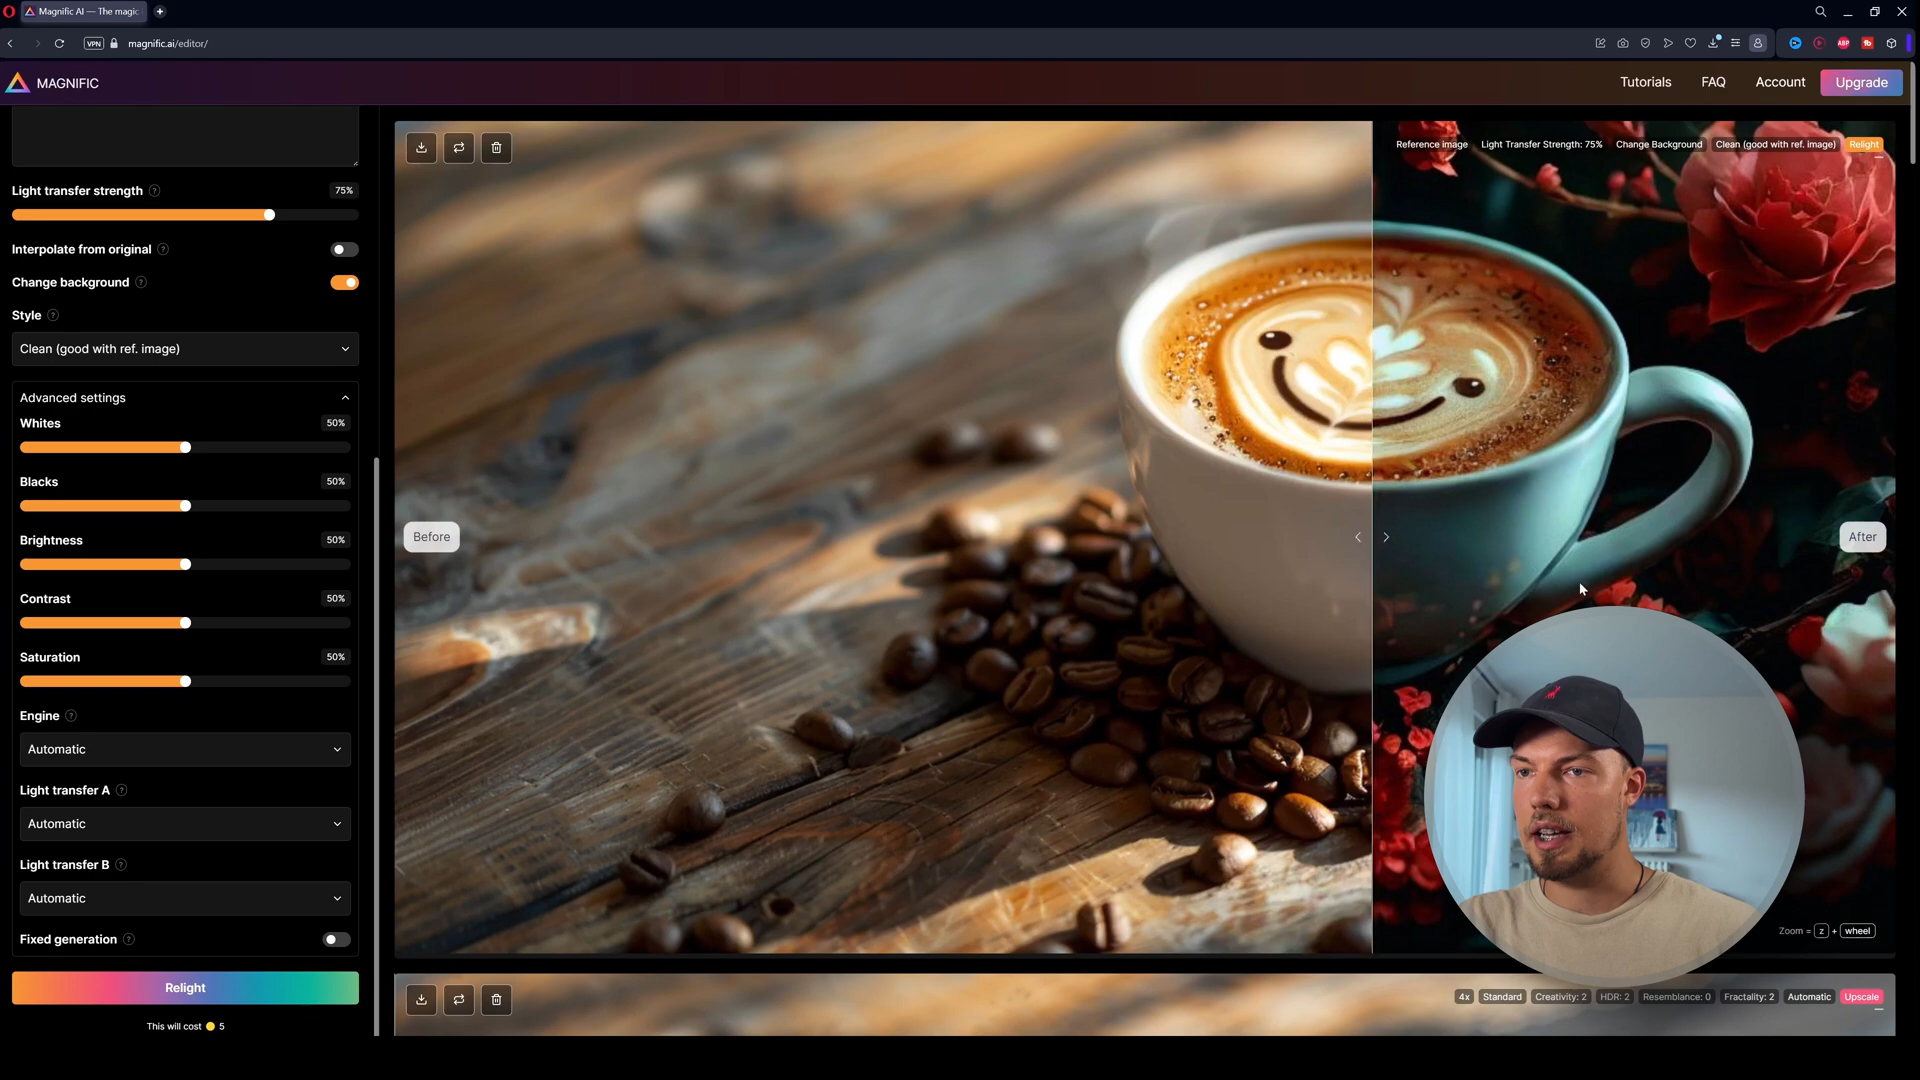 Magnific AI — The magic
VPN
magnific.ai/editor/
ABP
MAGNIFIC
Tutorials
FAQ
Account
Upgrade
Light transfer strength ?
75%
Interpolate from original ?
Change background ?
Style ?
Clean (good with ref. image)
Advanced settings
Whites
50%
Blacks
50%
Brightness
50%
Contrast
50%
Saturation
50%
Engine ?
Automatic
Light transfer A ?
Automatic
Light transfer B ?
Automatic
Fixed generation ?
Relight
This will cost 5
Reference image
Light Transfer Strength: 75%
Change Background
Clean (good with ref. image)
Relight
Before
After
Zoom = z + wheel
4x
Standard
Creativity: 2
HDR: 2
Resemblance: 0
Fractality: 2
Automatic
Upscale